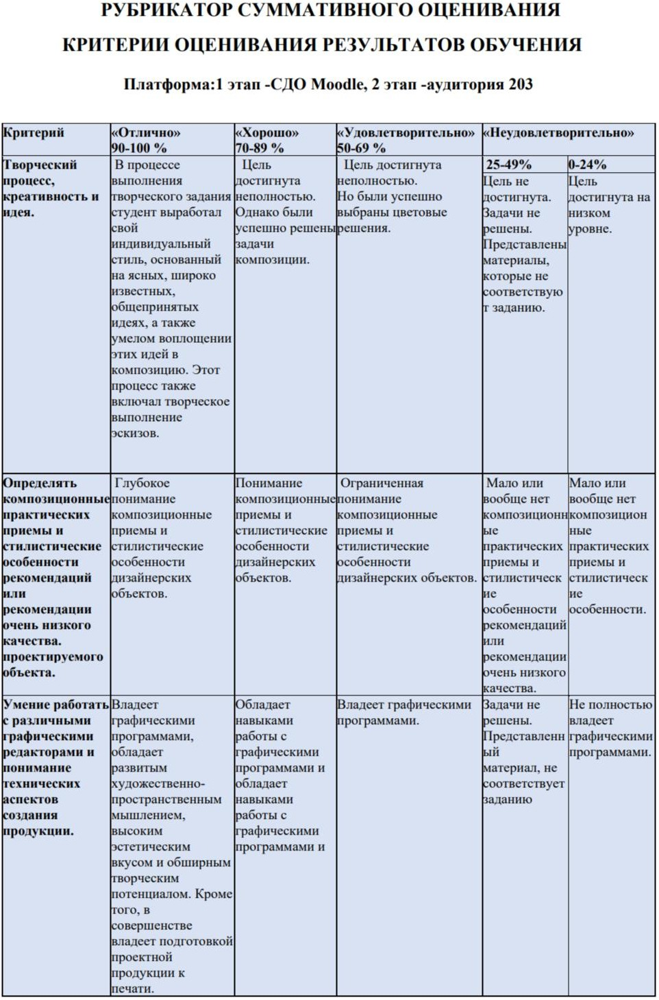 РУБРИКАТОР СУММАТИВНОГО ОЦЕНИВАНИЯ
КРИТЕРИИ ОЦЕНИВАНИЯ РЕЗУЛЬТАТОВ ОБУЧЕНИЯ
Платформа:1 этап -СДО Moodle, 2 этап -аудитория 203
Критерий
«Отлично»
90-100 %
«Хорошо»
70-89 %
«Удовлетворительно»
50-69 %
«Неудовлетворительно»
Творческий
процесс,
креативность и
идея.
В процессе
выполнения
творческого задания
студент выработал
свой
индивидуальный
стиль, основанный
на ясных, широко
известных,
общепринятых
идеях, а также
умелом воплощении
этих идей в
композицию. Этот
процесс также
включал творческое
выполнение
эскизов.
Цель
достигнута
неполностью.
Однако были
успешно решены
задачи
композиции.
Цель достигнута
неполностью.
Но были успешно
выбраны цветовые
решения.
25-49%
Цель не
достигнута.
Задачи не
решены.
Представлены
материалы,
которые не
соответствую
т заданию.
0-24%
Цель
достигнута на
низком
уровне.
Определять
композиционные
практических
приемы и
стилистические
особенности
рекомендаций
или
рекомендации
очень низкого
качества.
проектируемого
объекта.
Глубокое
понимание
композиционные
приемы и
стилистические
особенности
дизайнерских
объектов.
Понимание
композиционные
приемы и
стилистические
особенности
дизайнерских
объектов.
Ограниченная
понимание
композиционные
приемы и
стилистические
особенности
дизайнерских объектов.
Мало или
вообще нет
композиционн
ые
практических
приемы и
стилистическ
ие
особенности
рекомендаций
или
рекомендации
очень низкого
качества.
Мало или
вообще нет
композицион
ные
практических
приемы и
стилистическ
ие
особенности.
Умение работать
с различными
графическими
редакторами и
понимание
технических
аспектов
создания
продукции.
Владеет
графическими
программами,
обладает
развитым
художественно-
пространственным
мышлением,
высоким
эстетическим
вкусом и обширным
творческим
потенциалом. Кроме
того, в
совершенстве
владеет подготовкой
проектной
продукции к
печати.
Обладает
навыками
работы с
графическими
программами и
обладает
навыками
работы с
графическими
программами и
Владеет графическими
программами.
Задачи не
решены.
Представленн
ый
материал, не
соответствует
заданию
Не полностью
владеет
графическими
программами.